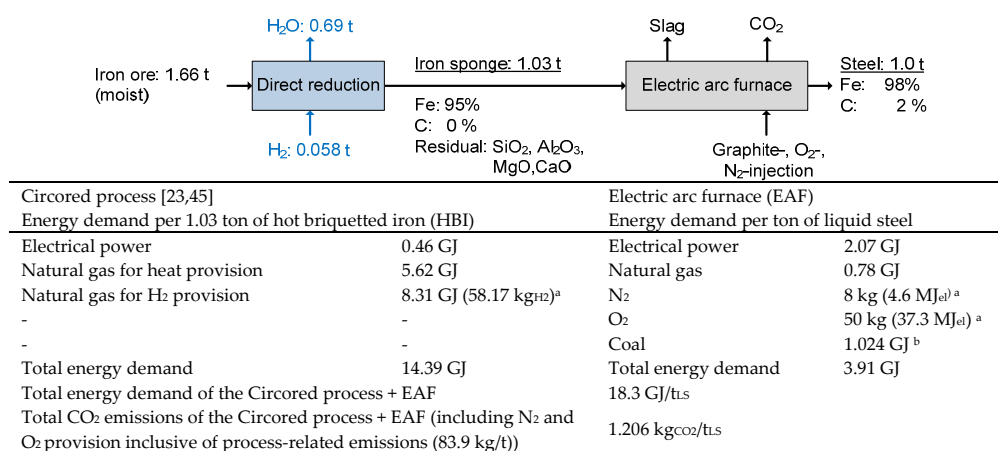 H2O: 0.69 t
Slag
CO2
Iron ore: 1.66 t
(moist)
Direct reduction
Iron sponge: 1.03 t
Electric arc furnace
Steel: 1.0 t
Fe: 98%
C: 2 %
Fe: 95%
C: 0 %
Residual: SiO2, Al2O3,
MgO,CaO
H2: 0.058 t
Graphite-, O2-,
N2-injection
Circored process [23,45] Electric arc furnace (EAF)
Energy demand per 1.03 ton of hot briquetted iron (HBI) Energy demand per ton of liquid steel
Electrical power 0.46 GJ Electrical power 2.07 GJ
Natural gas for heat provision 5.62 GJ Natural gas 0.78 GJ
Natural gas for H2 provision 8.31 GJ (58.17 kgH2)a N2 8 kg (4.6 MJel) a
- - O2 50 kg (37.3 MJel) a
- - Coal 1.024 GJ b
Total energy demand 14.39 GJ Total energy demand 3.91 GJ
Total energy demand of the Circored process + EAF 18.3 GJ/tLS
Total CO2 emissions of the Circored process + EAF (including N2 and
O2 provision inclusive of process-related emissions (83.9 kg/t)) 1.206 kgCO2/tLS